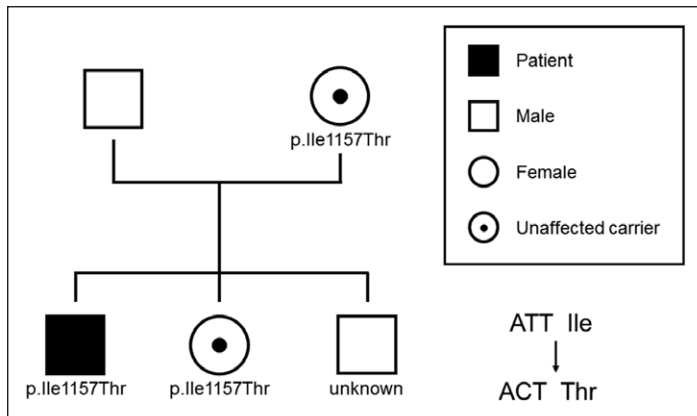 p.Ile1157Thr
p.Ile1157Thr
p.Ile1157Thr
unknown
Patient
Male
Female
Unaffected carrier
ATT Ile
ACT Thr